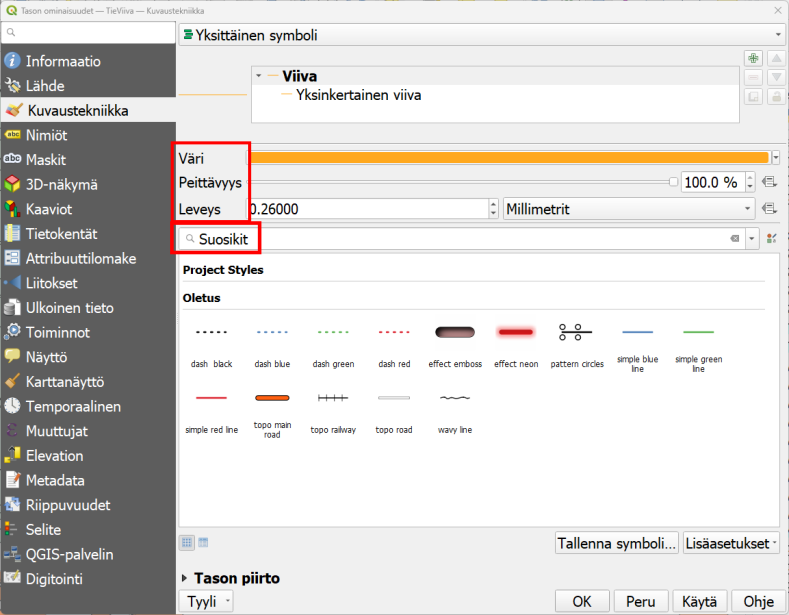 Tason ominaisuudet — TieViiva — Kuvaustekniikka
Yksittäinen symboli
Informaatio
Lähde
Kuvaustekniikka
Nimiöt
Maskit
3D-näkymä
Kaaviot
Tietokentät
Attribuuttilomake
Liitokset
Ulkoinen tieto
Toiminnot
Näyttö
Karttanäyttö
Temporaalinen
Muuttujat
Elevation
Metadata
Riippuvuudet
Selite
QGIS-palvelin
Digitointi
Viiva
Yksinkertainen viiva
Väri
Peittävyys 100.0 %
Leveys 0.26000 Millimetrit
Suosikit
Project Styles
Oletus
dash black dash blue dash green dash red effect emboss effect neon pattern circles simple blue line simple green line
simple red line topo main road topo railway topo road wavy line
Tallenna symboli... Lisäasetukset
Tason piirto
Tyyli OK Peru Käytä Ohje